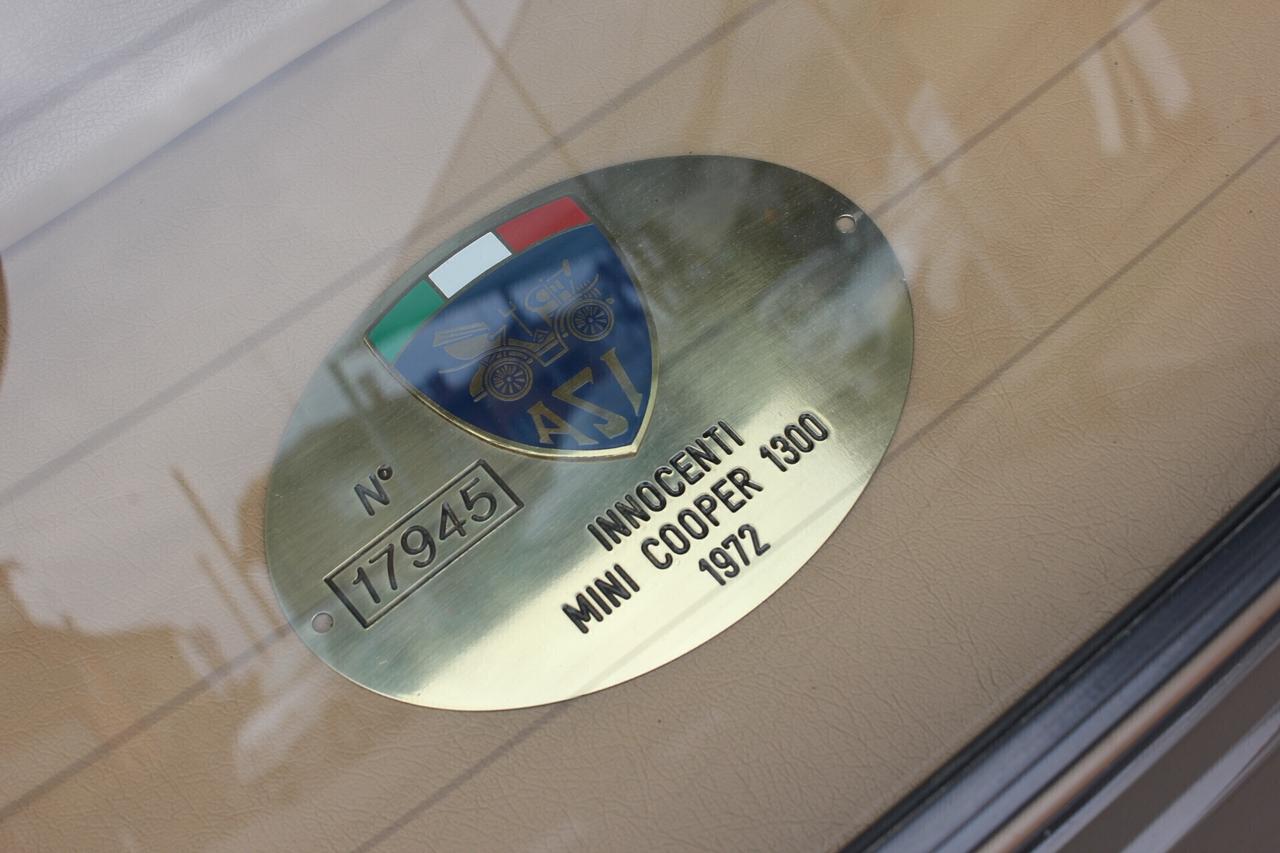 ASI
N°
17945
INNOCENTI
MINI COOPER 1300
1972